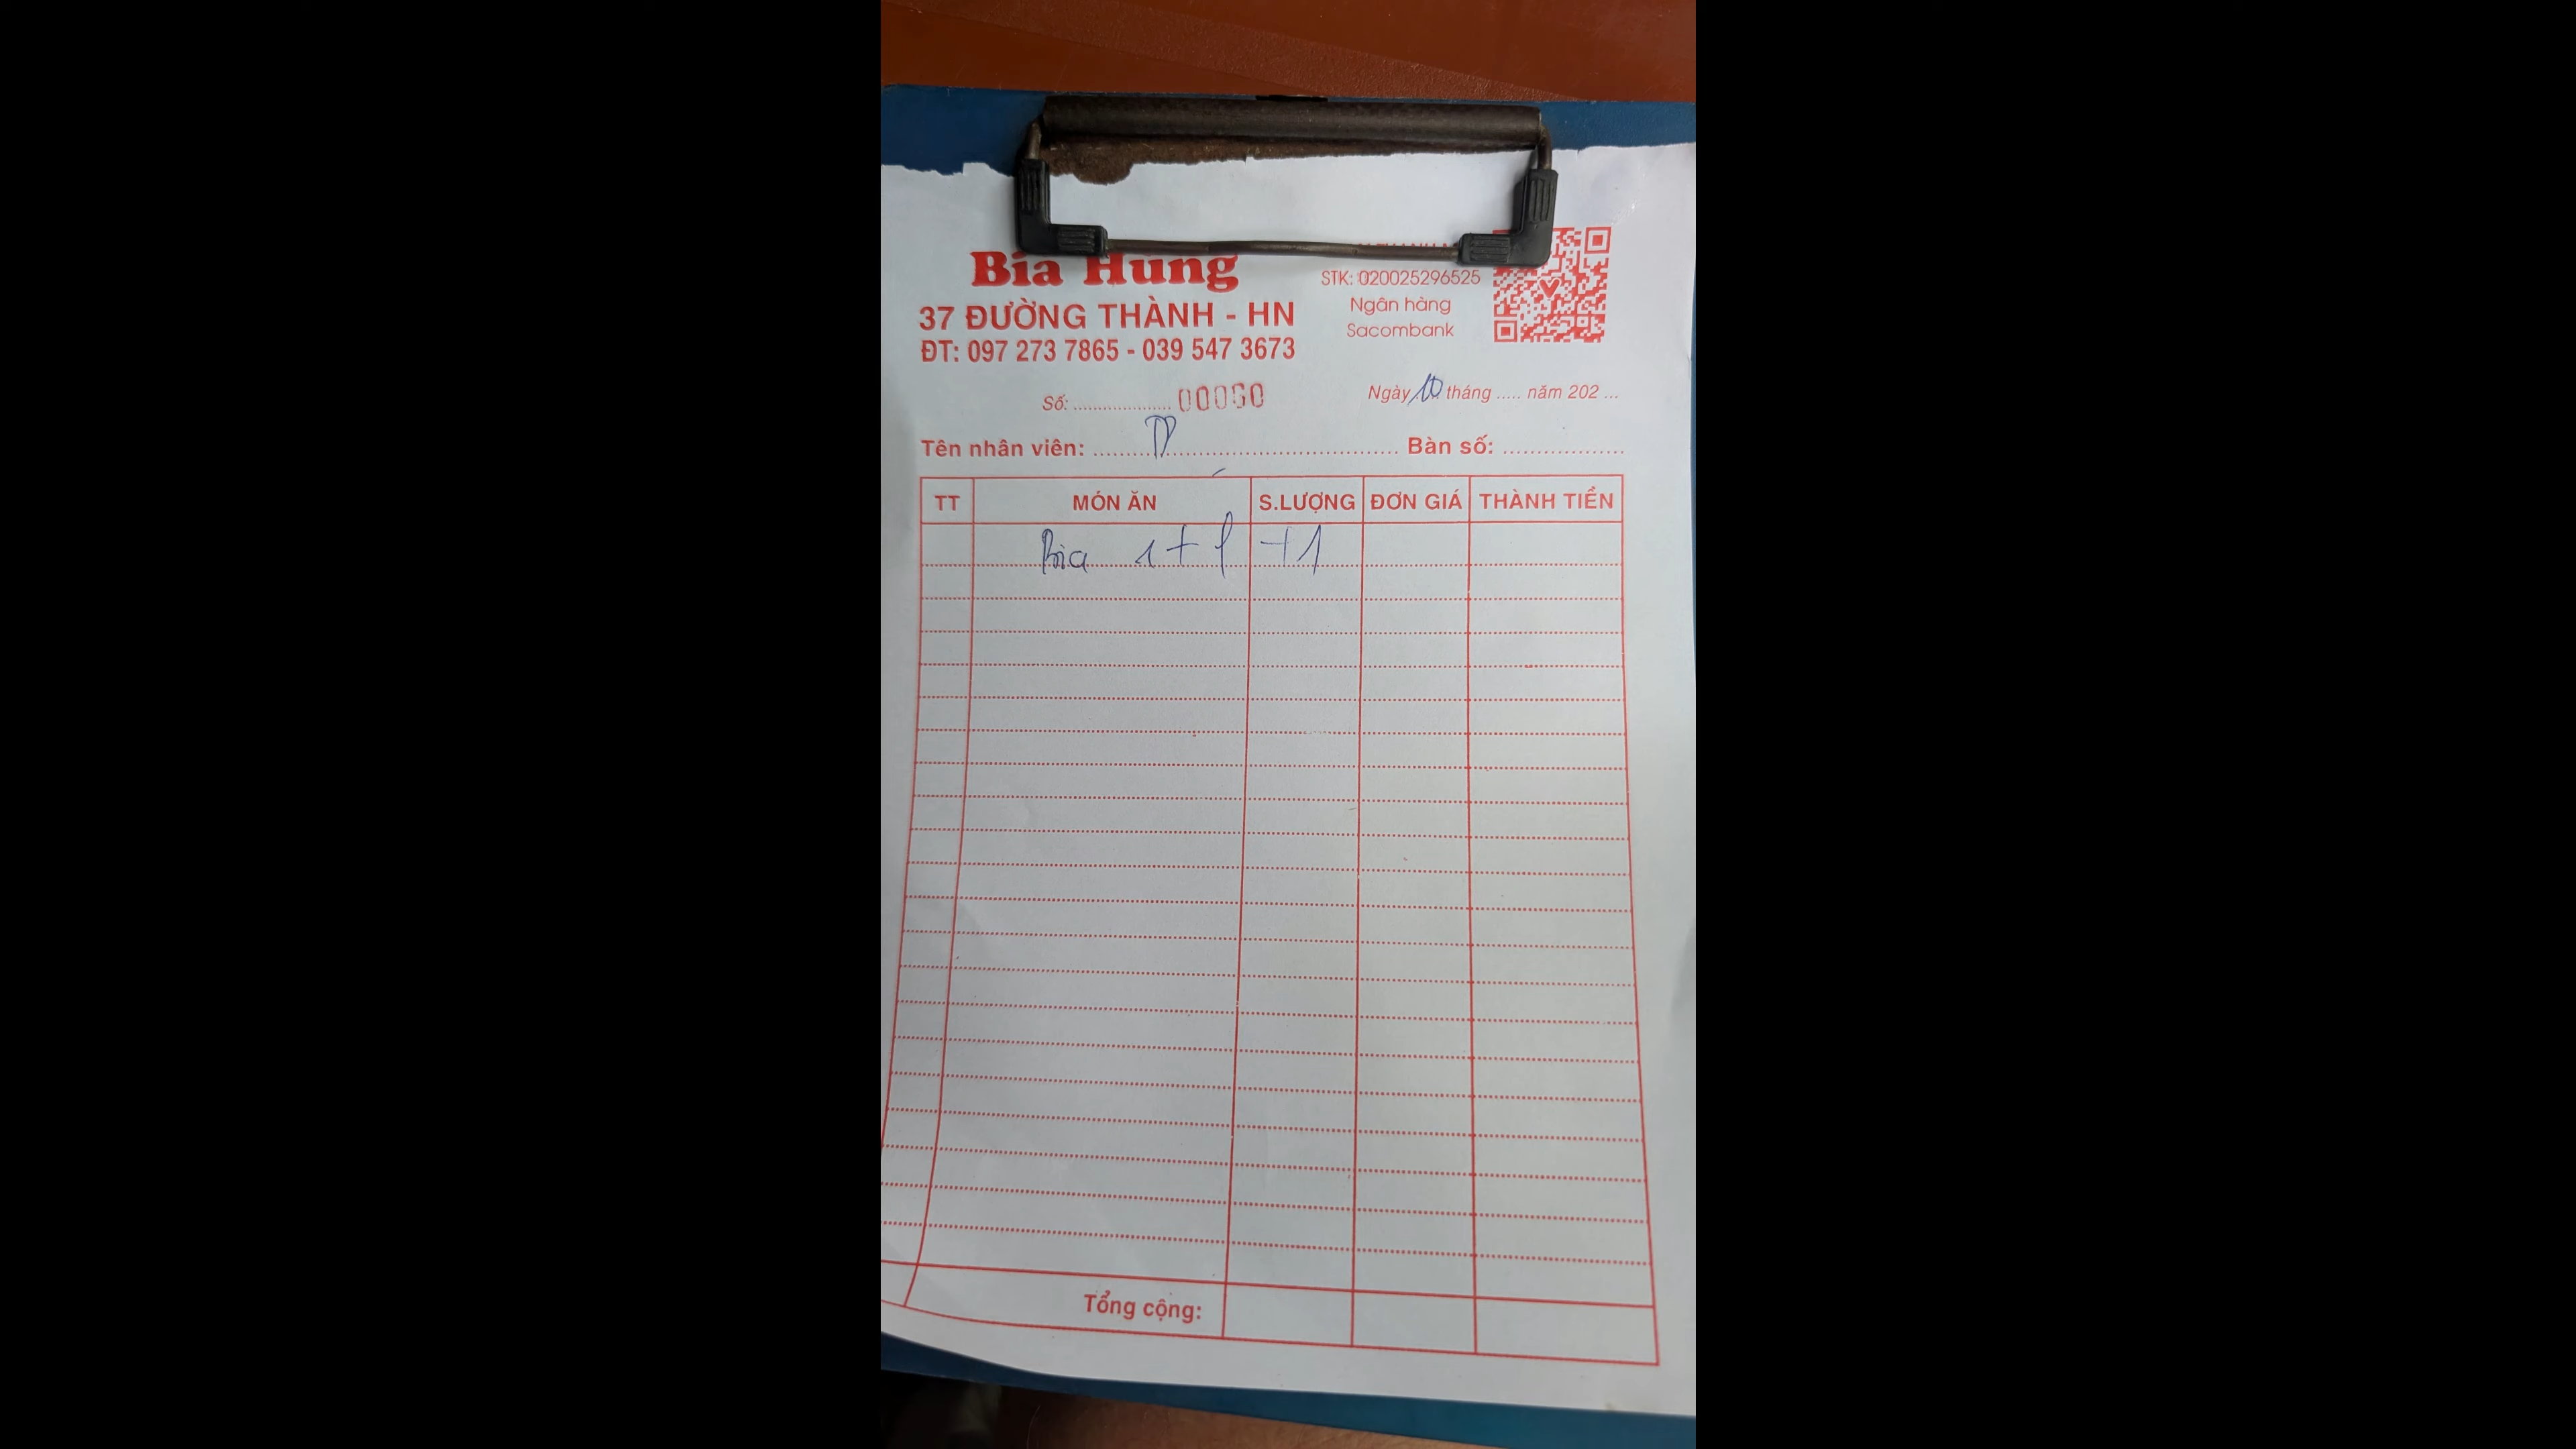 Bia Hùng
STK: 020025296525
37 ĐƯỜNG THÀNH - HN
Ngân hàng
Sacombank
ĐT: 097 273 7865 - 039 547 3673
Số: .................... 00060
Ngày 10 tháng ..... năm 202 ...
Tên nhân viên: ................................................ Bàn số: ..................
TT MÓN ĂN S.LƯỢNG ĐƠN GIÁ THÀNH TIỀN
Bia 1+1 +1
Tổng cộng: